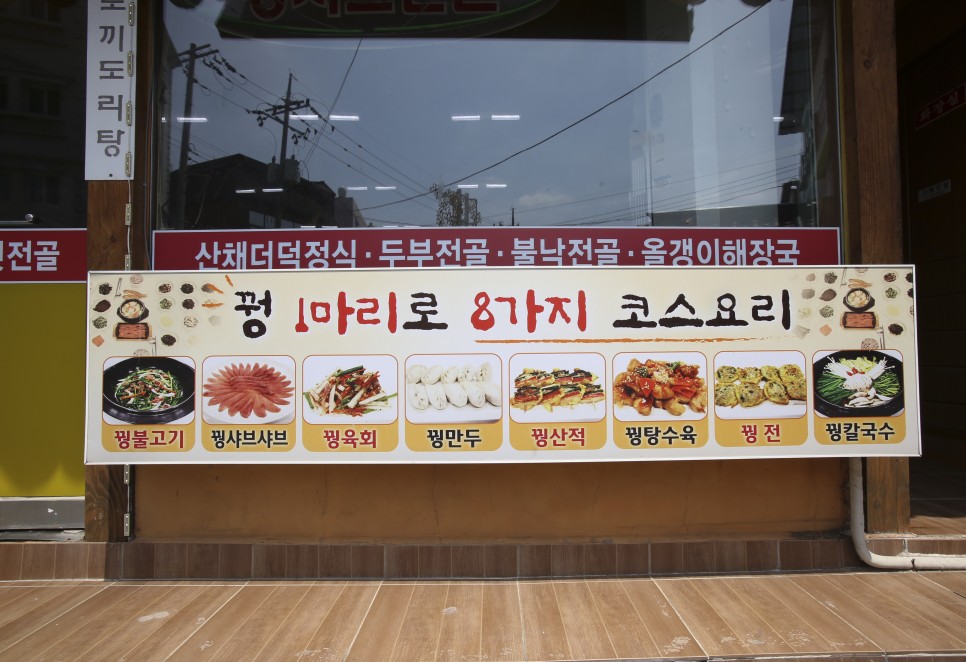 끼도리탕
전골
산채더덕정식·두부전골·불낙전골·올갱이해장국
꿩 1마리로 8가지 코스요리
꿩불고기 꿩샤브샤브 꿩육회 꿩만두 꿩산적 꿩탕수육 꿩전 꿩칼국수